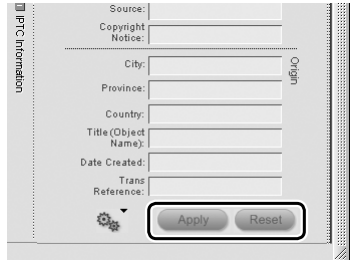 IPTC Information
Source:
Copyright
Notice:
Origin
City:
Province:
Country:
Title (Object
Name):
Date Created:
Trans
Reference:
Apply
Reset